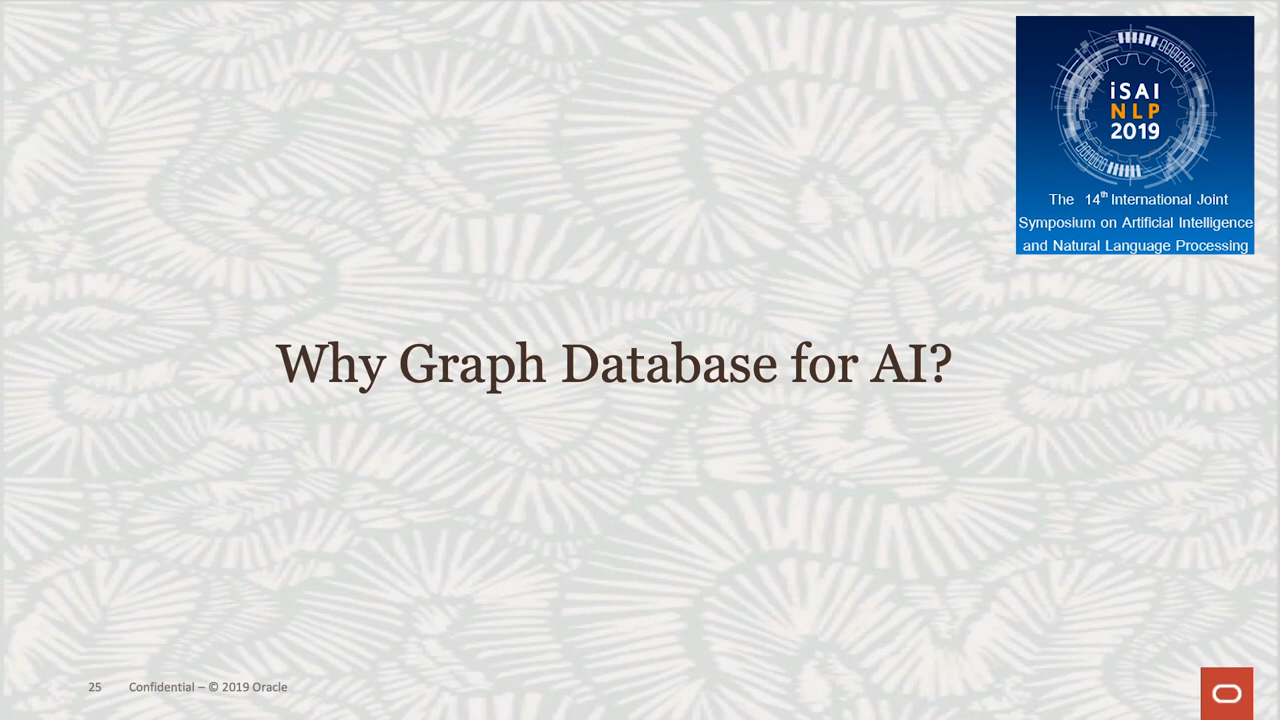 iSAI
NLP
2019
The 14th International Joint
Symposium on Artificial Intelligence
and Natural Language Processing
Why Graph Database for AI?
25 Confidential – © 2019 Oracle